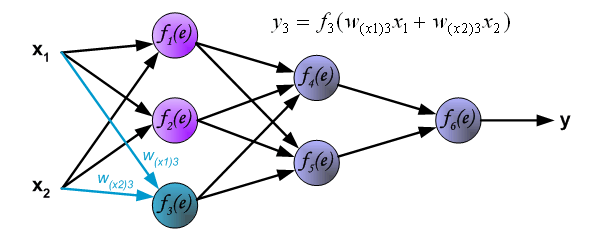 y₃ = f₃(w₍ₓ₁₎₃x₁ + w₍ₓ₂₎₃x₂)
x₁
x₂
f₁(e)
f₂(e)
f₃(e)
w₍ₓ₁₎₃
w₍ₓ₂₎₃
f₄(e)
f₅(e)
f₆(e)
y